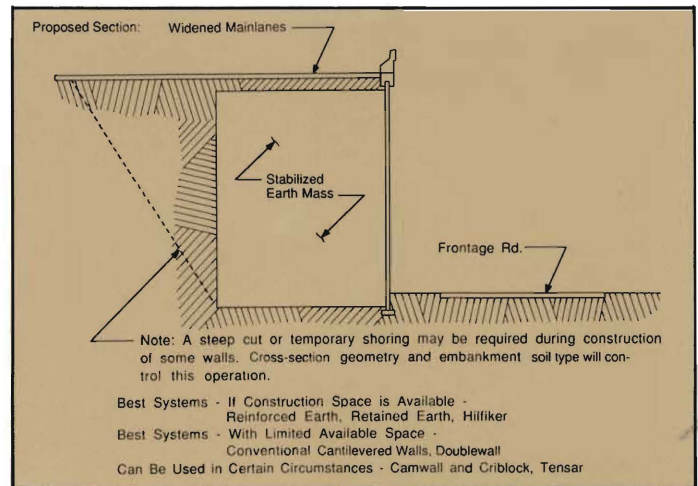 Proposed Section: Widened Mainlanes
Stabilized
Earth Mass
Frontage Rd.
Note: A steep cut or temporary shoring may be required during construction
of some walls. Cross-section geometry and embankment soil type will con-
trol this operation.
Best Systems - If Construction Space is Available -
Reinforced Earth, Retained Earth, Hilfiker
Best Systems - With Limited Available Space -
Conventional Cantilevered Walls, Doublewall
Can Be Used in Certain Circumstances - Camwall and Criblock, Tensar